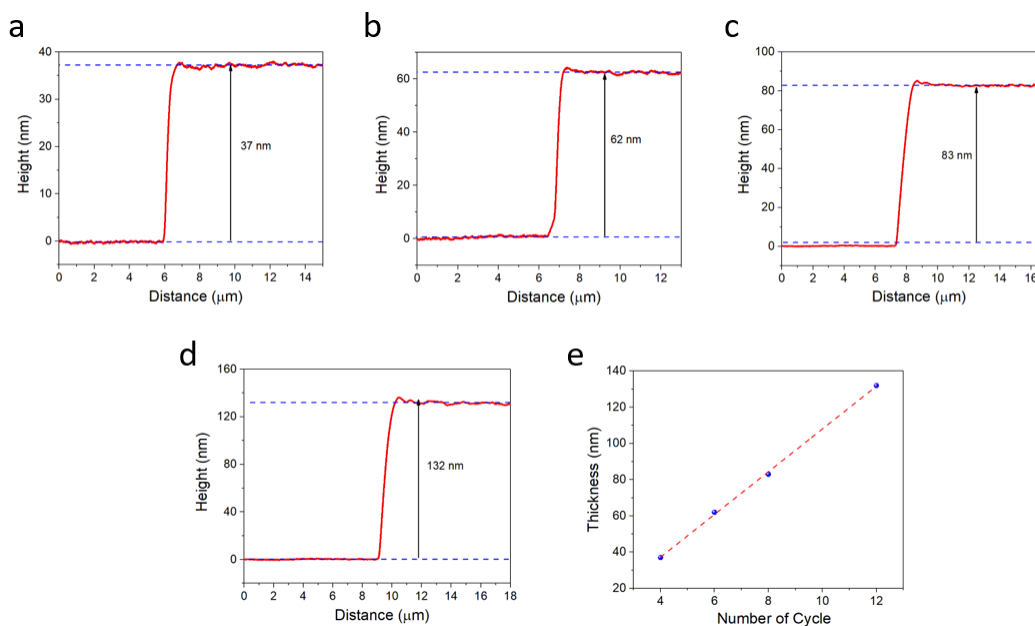 a
40
30
20
10
0
Height (nm)
37 nm
0 2 4 6 8 10 12 14
Distance (μm)
b
60
40
20
0
Height (nm)
62 nm
0 2 4 6 8 10 12
Distance (μm)
c
100
80
60
40
20
0
Height (nm)
83 nm
0 2 4 6 8 10 12 14 16
Distance (μm)
d
160
120
80
40
0
Height (nm)
132 nm
0 2 4 6 8 10 12 14 16 18
Distance (μm)
e
140
120
100
80
60
40
20
Thickness (nm)
4 6 8 10 12
Number of Cycle